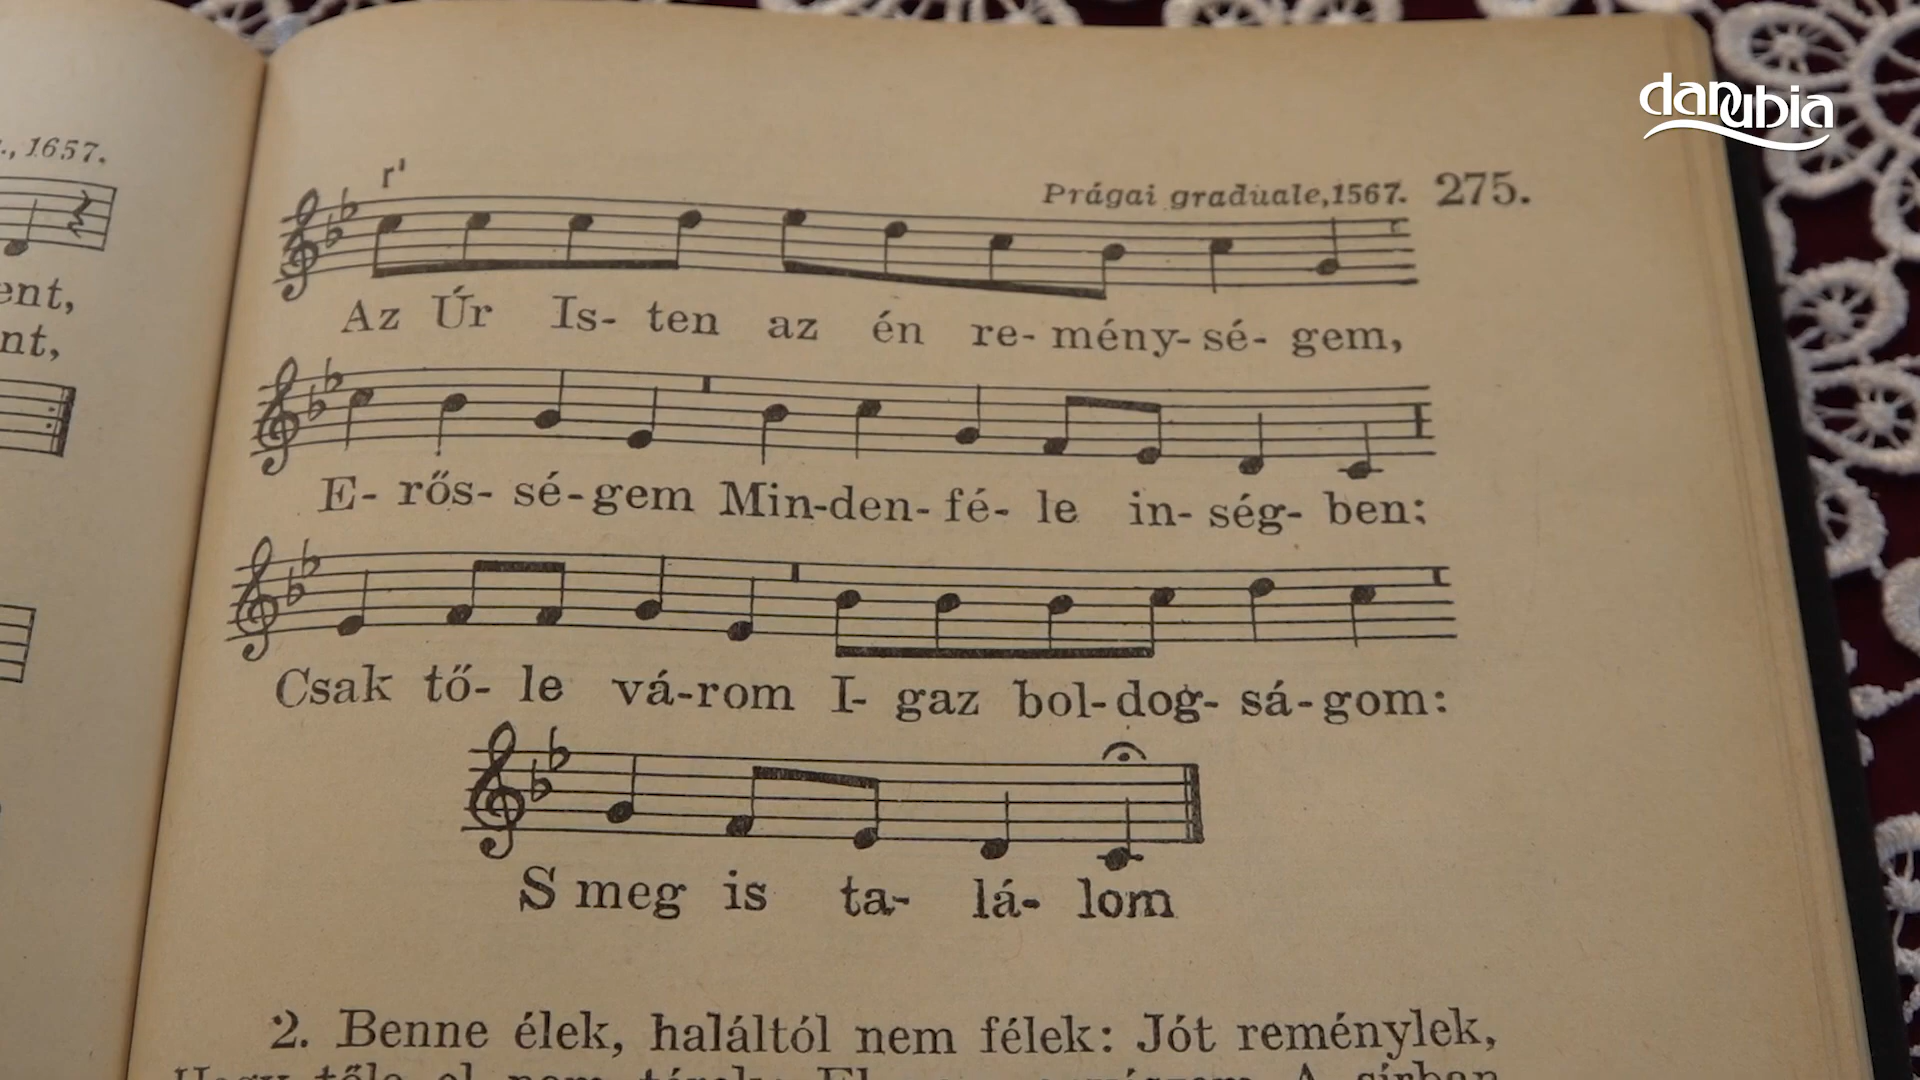 danubia
., 1657.
ent,
nt,
r'
Prágai graduale, 1567. 275.
Az Úr Is- ten az én re- mény- sé- gem,
E- rős- sé- gem Min-den- fé- le in- ség- ben:
Csak tő- le vá-rom I- gaz bol-dog- sá-gom:
S meg is ta- lá- lom
2. Benne élek, haláltól nem félek: Jót reménylek,